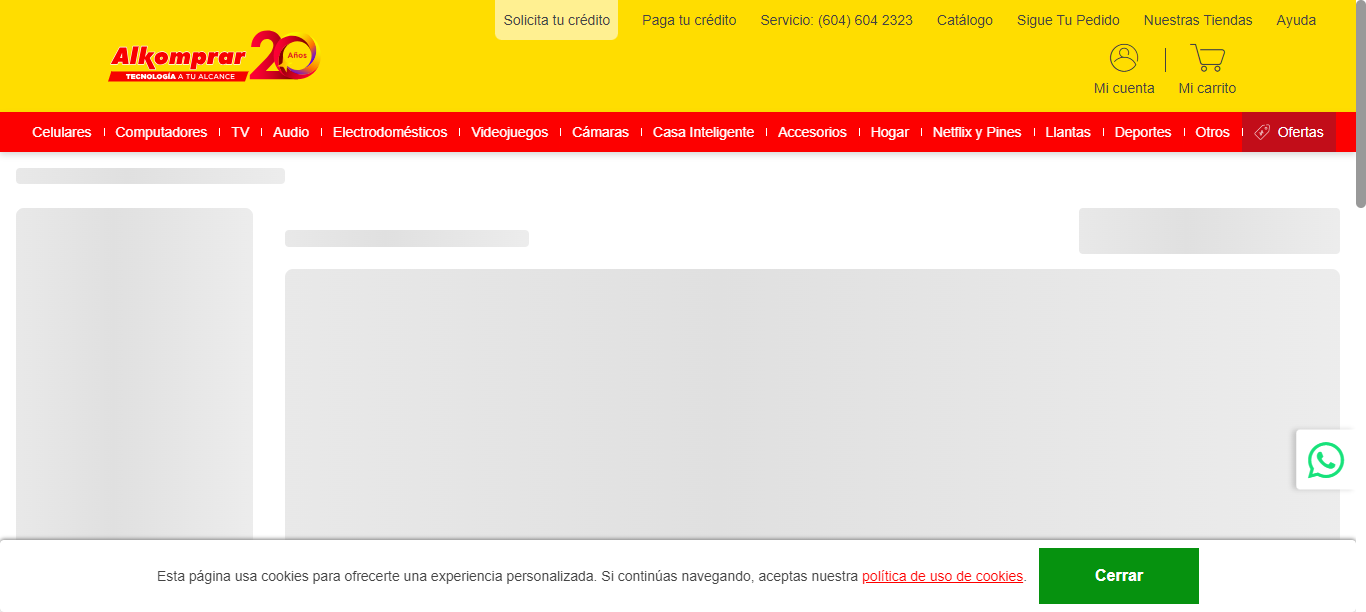 Solicita tu crédito Paga tu crédito Servicio: (604) 604 2323 Catálogo Sigue Tu Pedido Nuestras Tiendas Ayuda
Alkomprar 20 Años
TECNOLOGÍA A TU ALCANCE
Mi cuenta Mi carrito
Celulares Computadores TV Audio Electrodomésticos Videojuegos Cámaras Casa Inteligente Accesorios Hogar Netflix y Pines Llantas Deportes Otros Ofertas
Esta página usa cookies para ofrecerte una experiencia personalizada. Si continúas navegando, aceptas nuestra política de uso de cookies. Cerrar